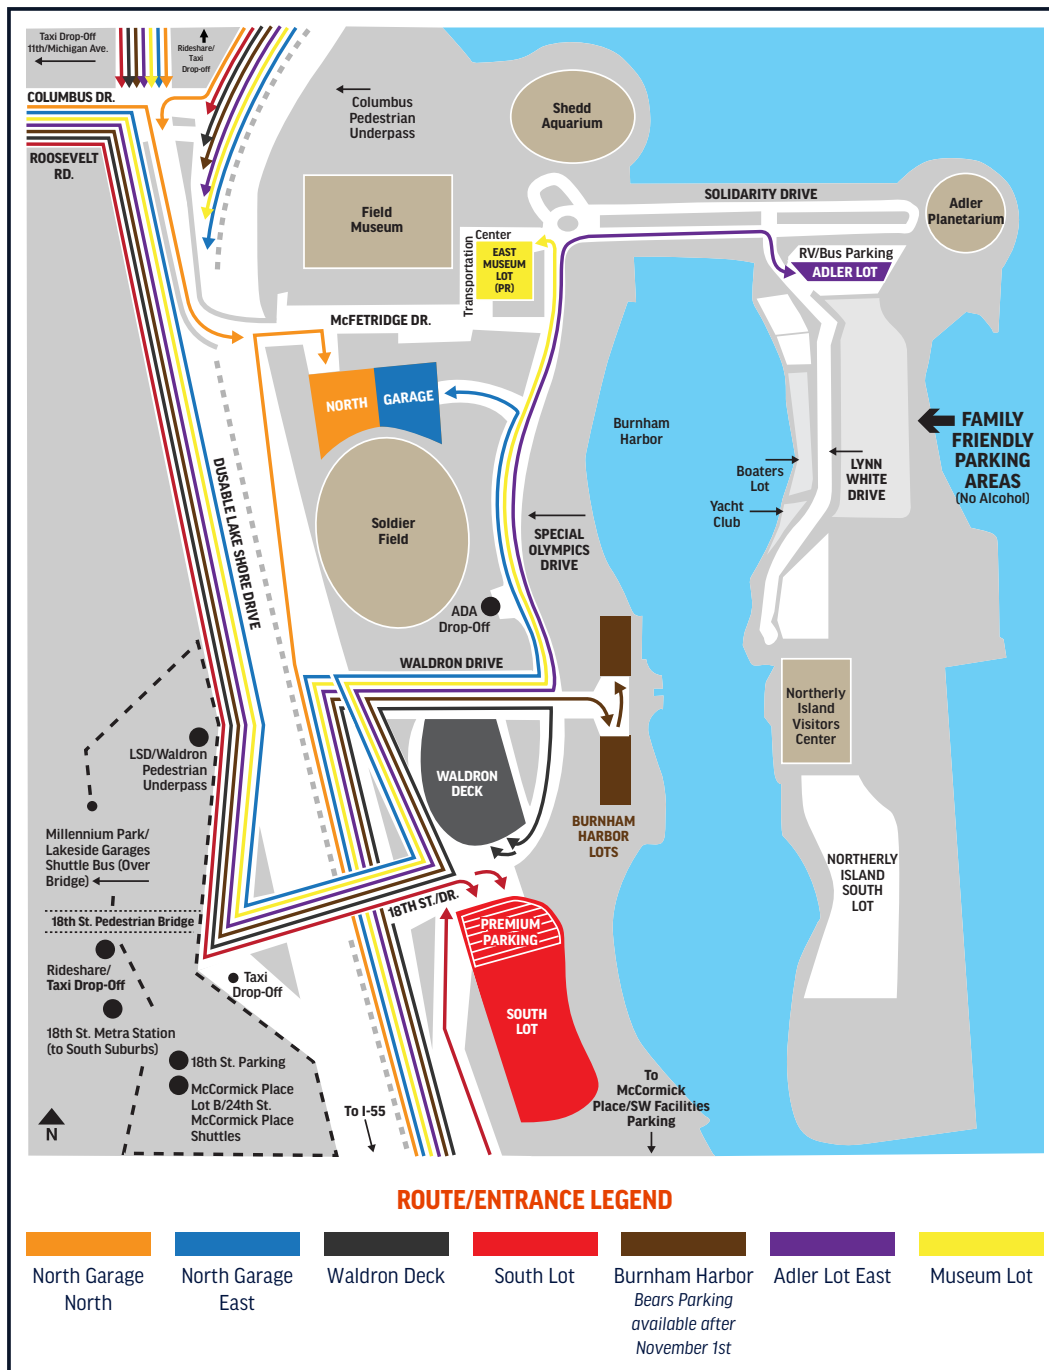 Taxi Drop-Off
11th/Michigan Ave.
Rideshare/
Taxi
Drop-off
COLUMBUS DR.
ROOSEVELT
RD.
Columbus
Pedestrian
Underpass
Shedd
Aquarium
Field
Museum
SOLIDARITY DRIVE
Adler
Planetarium
Transportation
Center
EAST
MUSEUM
LOT
(PR)
RV/Bus Parking
ADLER LOT
McFETRIDGE DR.
NORTH
GARAGE
Burnham
Harbor
FAMILY
FRIENDLY
PARKING
AREAS
(No Alcohol)
Boaters
Lot
LYNN
WHITE
DRIVE
Yacht
Club
DUSABLE LAKE SHORE DRIVE
Soldier
Field
SPECIAL
OLYMPICS
DRIVE
ADA
Drop-Off
WALDRON DRIVE
Northerly
Island
Visitors
Center
LSD/Waldron
Pedestrian
Underpass
WALDRON
DECK
BURNHAM
HARBOR
LOTS
Millennium Park/
Lakeside Garages
Shuttle Bus (Over
Bridge)
NORTHERLY
ISLAND
SOUTH
LOT
18TH ST./DR.
18th St. Pedestrian Bridge
PREMIUM
PARKING
Rideshare/
Taxi Drop-Off
Taxi
Drop-Off
SOUTH
LOT
18th St. Metra Station
(to South Suburbs)
18th St. Parking
McCormick Place
Lot B/24th St.
McCormick Place
Shuttles
To
McCormick
Place/SW Facilities
Parking
To I-55
N
ROUTE/ENTRANCE LEGEND
North Garage
North
North Garage
East
Waldron Deck
South Lot
Burnham Harbor
Bears Parking
available after
November 1st
Adler Lot East
Museum Lot